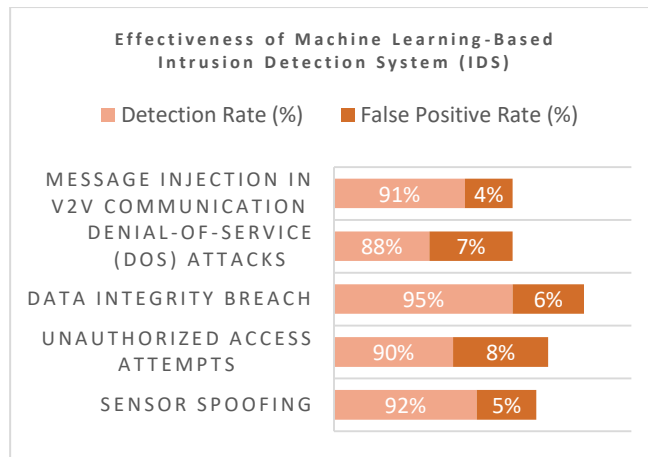 Effectiveness of Machine Learning-Based
Intrusion Detection System (IDS)
Detection Rate (%) False Positive Rate (%)
MESSAGE INJECTION IN
V2V COMMUNICATION
91% 4%
DENIAL-OF-SERVICE
(DOS) ATTACKS
88% 7%
DATA INTEGRITY BREACH
95% 6%
UNAUTHORIZED ACCESS
ATTEMPTS
90% 8%
SENSOR SPOOFING
92% 5%